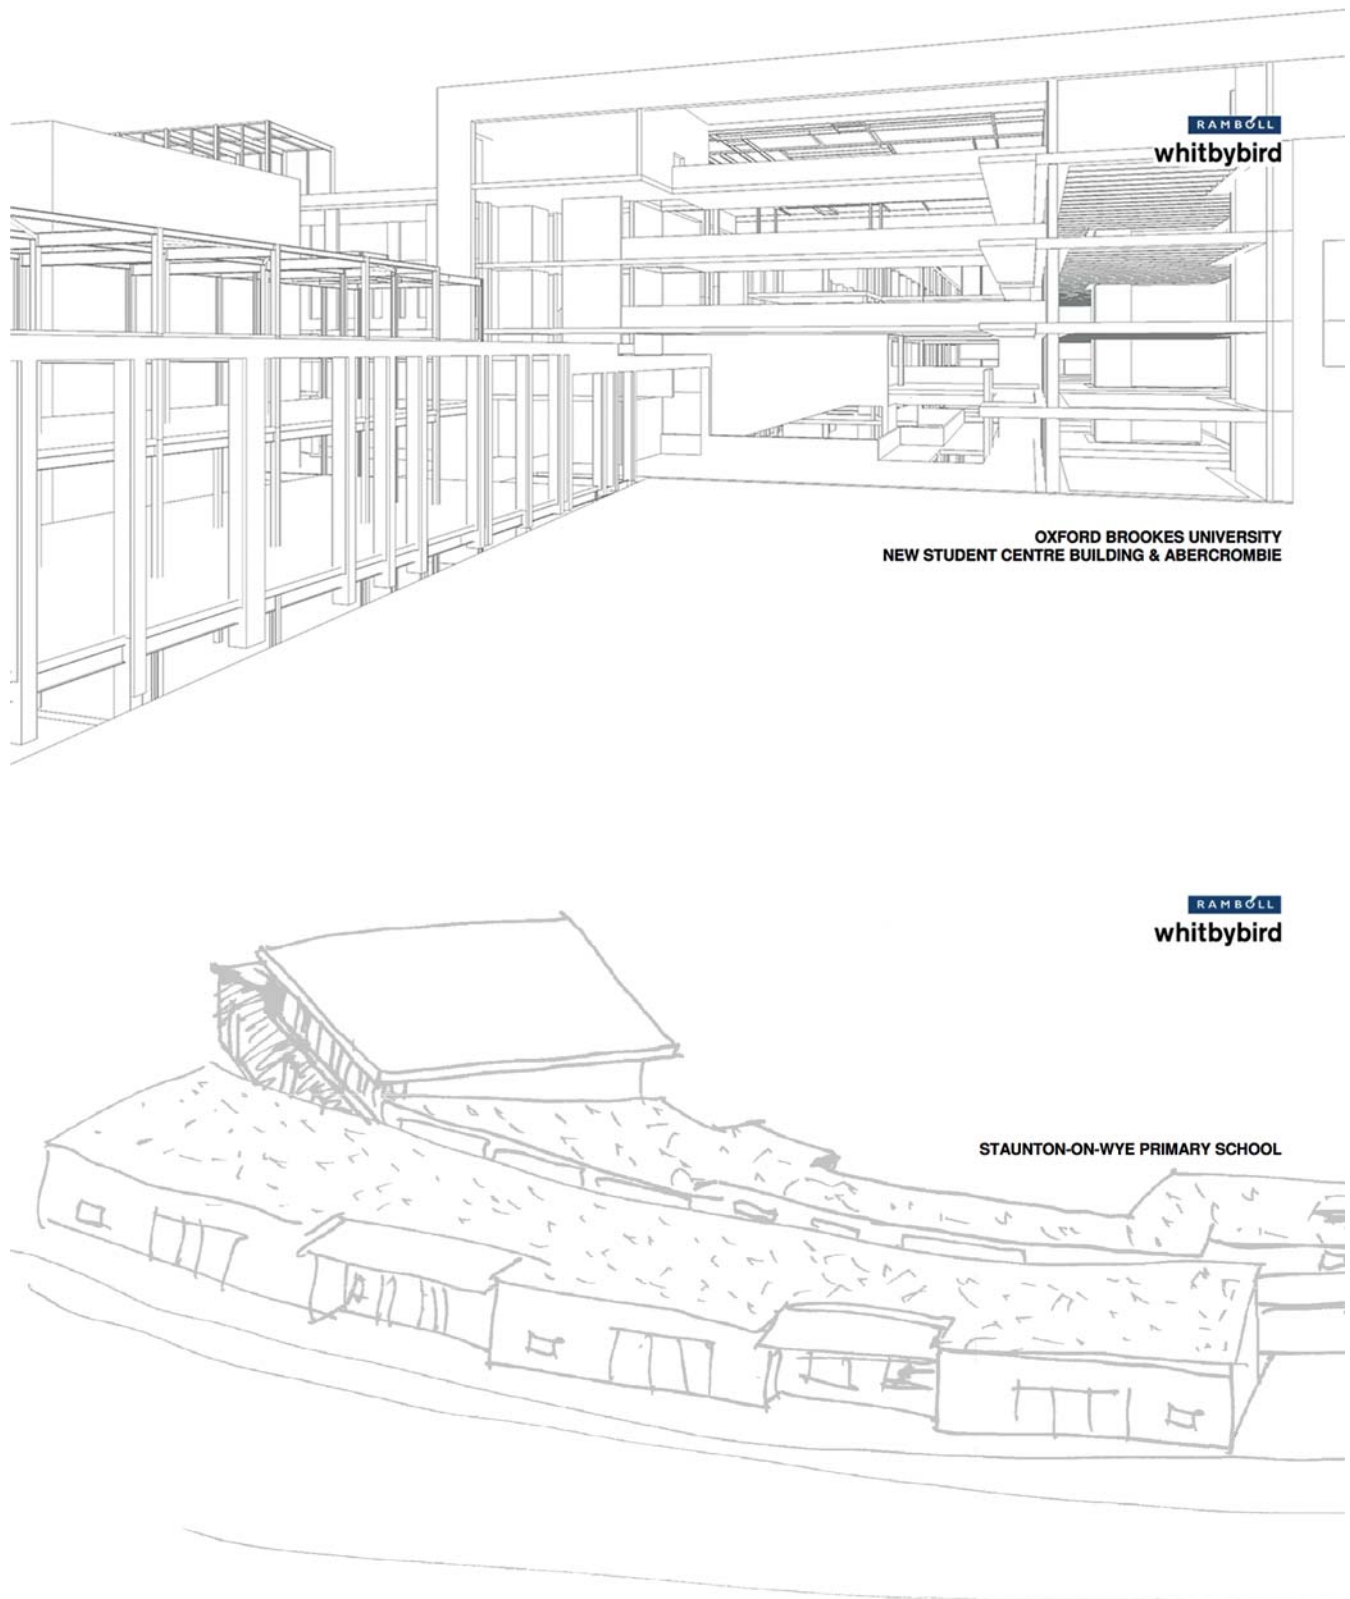 RAMBOLL
whitbybird
OXFORD BROOKES UNIVERSITY
NEW STUDENT CENTRE BUILDING & ABERCROMBIE
RAMBOLL
whitbybird
STAUNTON-ON-WYE PRIMARY SCHOOL